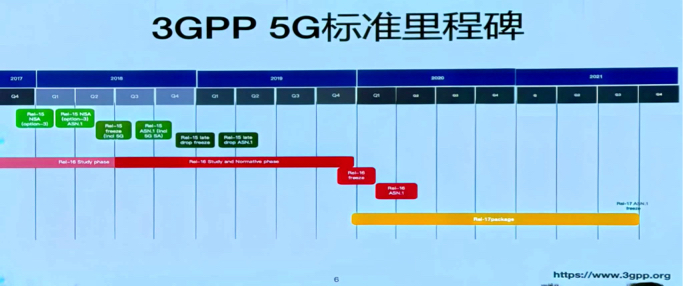 3GPP 5G标准里程碑
2017 2018 2019 2020 2021
Q4 Q1 Q2 Q3 Q4 Q1 Q2 Q3 Q4 Q1 Q2 Q3 Q4 Q Q2 Q3 Q4
Rel-15
NSA
(option-3)
Rel-15 NSA
(option-3)
ASN.1
Rel-15
freeze
(incl 5G
Rel-15
ASN.1 (incl
5G SA)
Rel-15 late
drop freeze
Rel-15 late
drop ASN.1
Rel-16 Study phase
Rel-16 Study and Normative phase
Rel-16
freeze
Rel-16
ASN.1
Rel-17 ASN.1
freeze
Rel-17package
6
https://www.3gpp.org